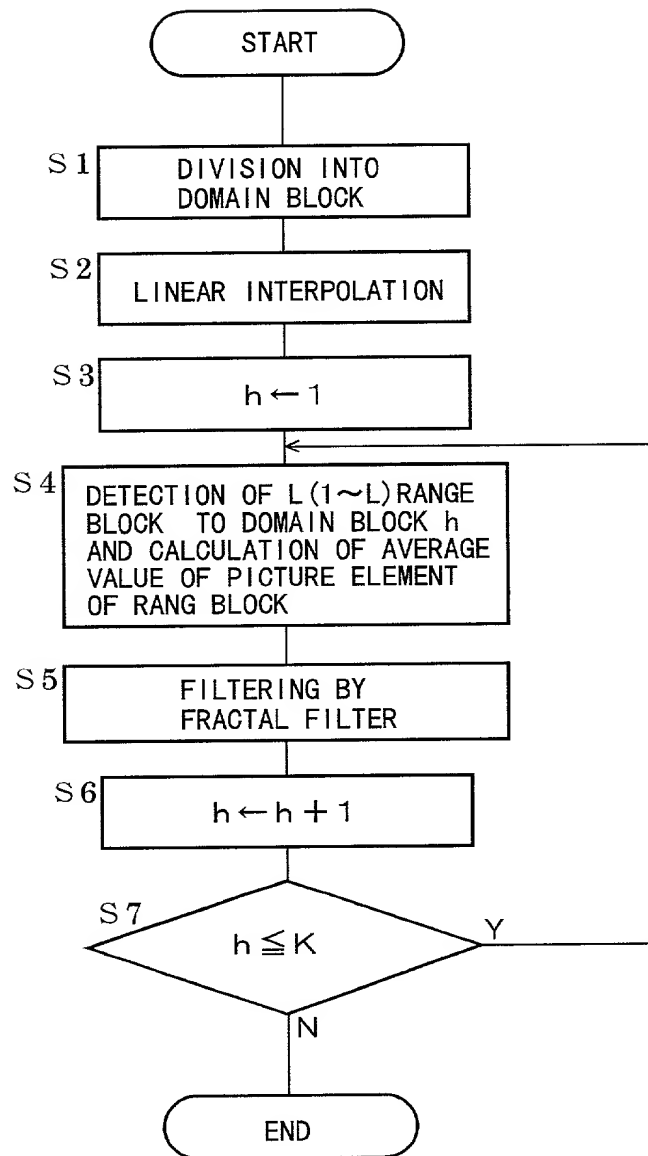 START
S1
DIVISION INTO
DOMAIN BLOCK
S2
LINEAR INTERPOLATION
S3
h←1
S4
DETECTION OF L(1~L)RANGE
BLOCK TO DOMAIN BLOCK h
AND CALCULATION OF AVERAGE
VALUE OF PICTURE ELEMENT
OF RANG BLOCK
S5
FILTERING BY
FRACTAL FILTER
S6
h←h+1
S7
h≦K
Y
N
END